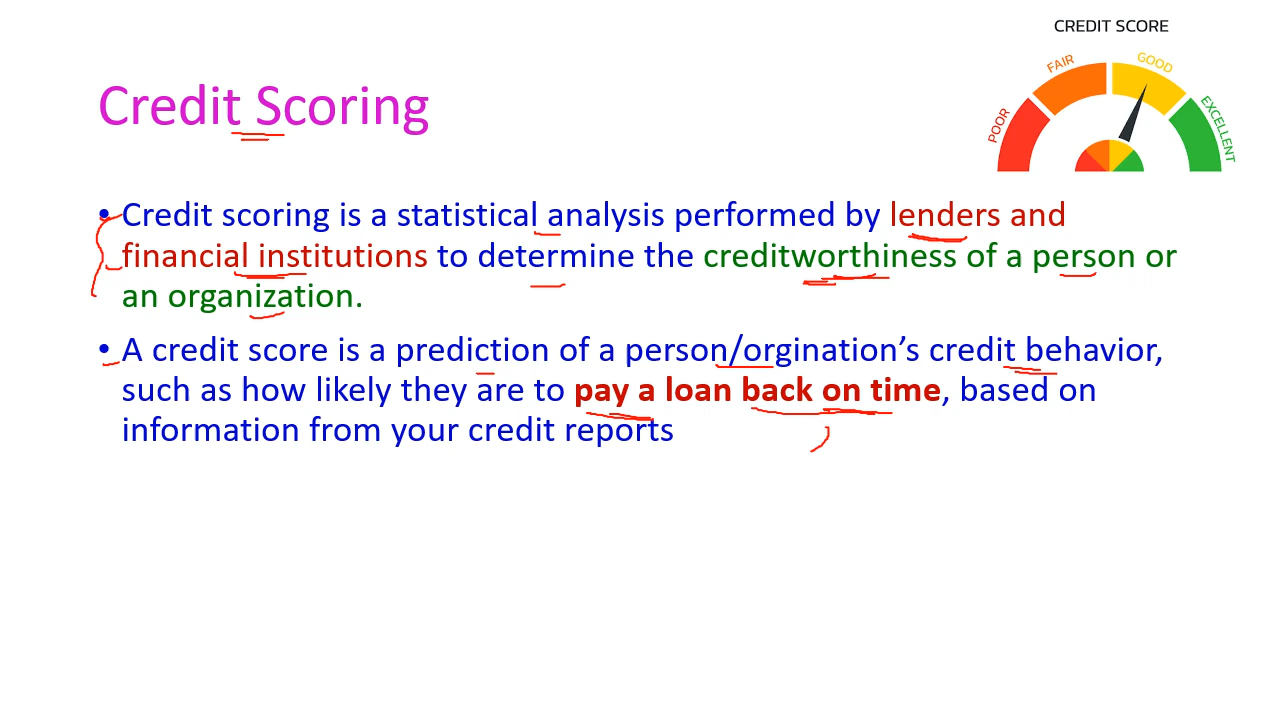 CREDIT SCORE
POOR
FAIR
GOOD
EXCELLENT
Credit Scoring
• Credit scoring is a statistical analysis performed by lenders and
financial institutions to determine the creditworthiness of a person or
an organization.
• A credit score is a prediction of a person/orgination’s credit behavior,
such as how likely they are to pay a loan back on time, based on
information from your credit reports